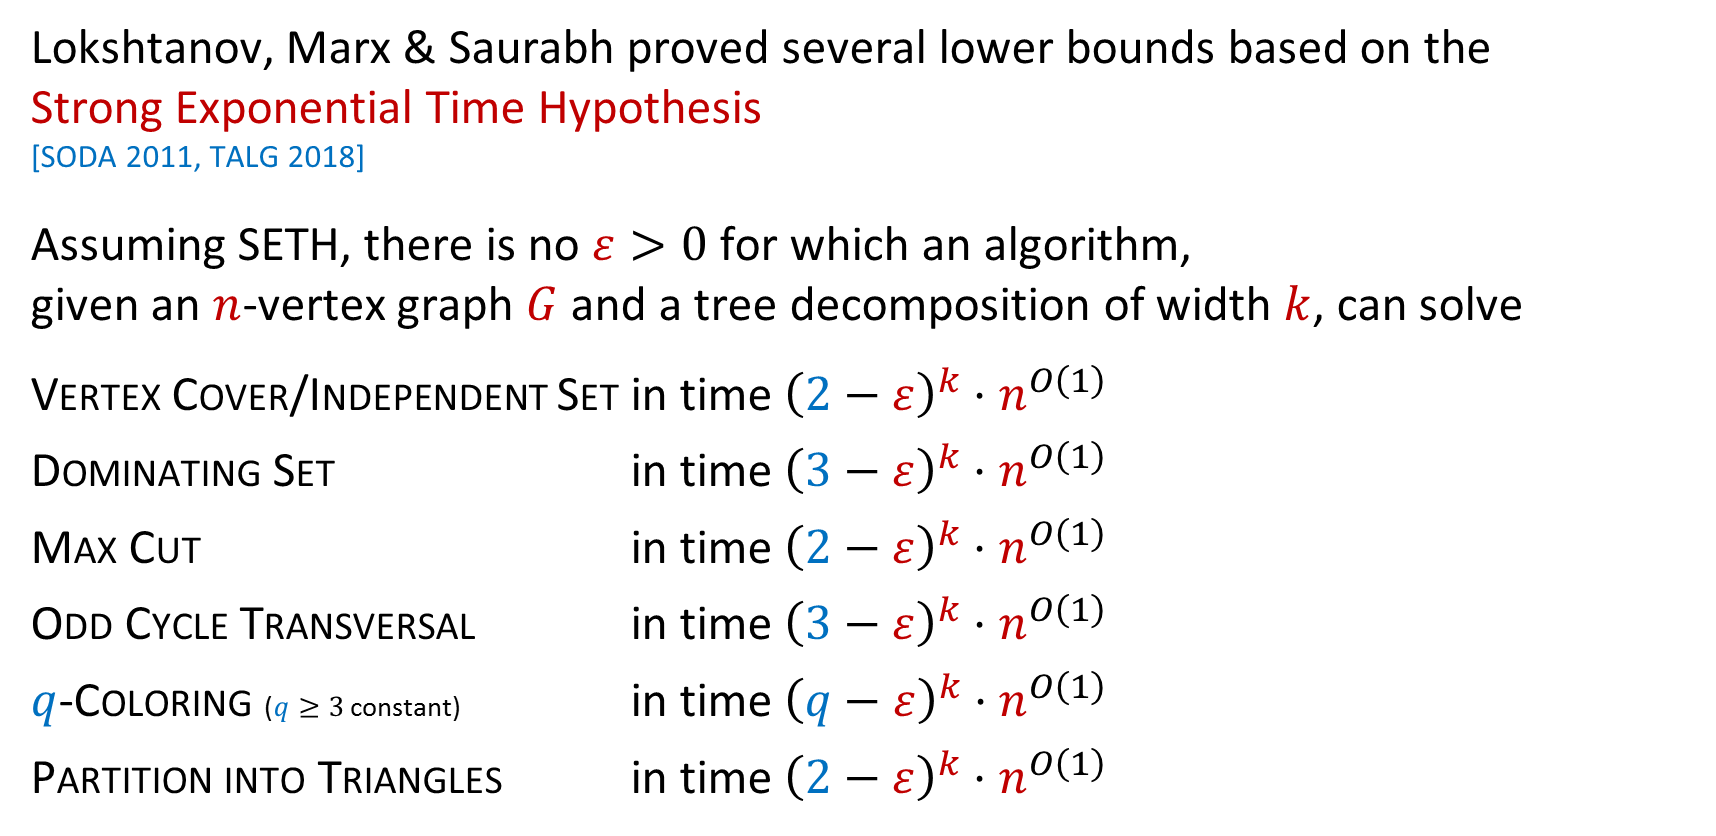 Lokshtanov, Marx & Saurabh proved several lower bounds based on the
Strong Exponential Time Hypothesis
[SODA 2011, TALG 2018]
Assuming SETH, there is no ε > 0 for which an algorithm,
given an n-vertex graph G and a tree decomposition of width k, can solve
VERTEX COVER/INDEPENDENT SET in time (2 − ε)^k · n^O(1)
DOMINATING SET in time (3 − ε)^k · n^O(1)
MAX CUT in time (2 − ε)^k · n^O(1)
ODD CYCLE TRANSVERSAL in time (3 − ε)^k · n^O(1)
q-COLORING (q ≥ 3 constant) in time (q − ε)^k · n^O(1)
PARTITION INTO TRIANGLES in time (2 − ε)^k · n^O(1)